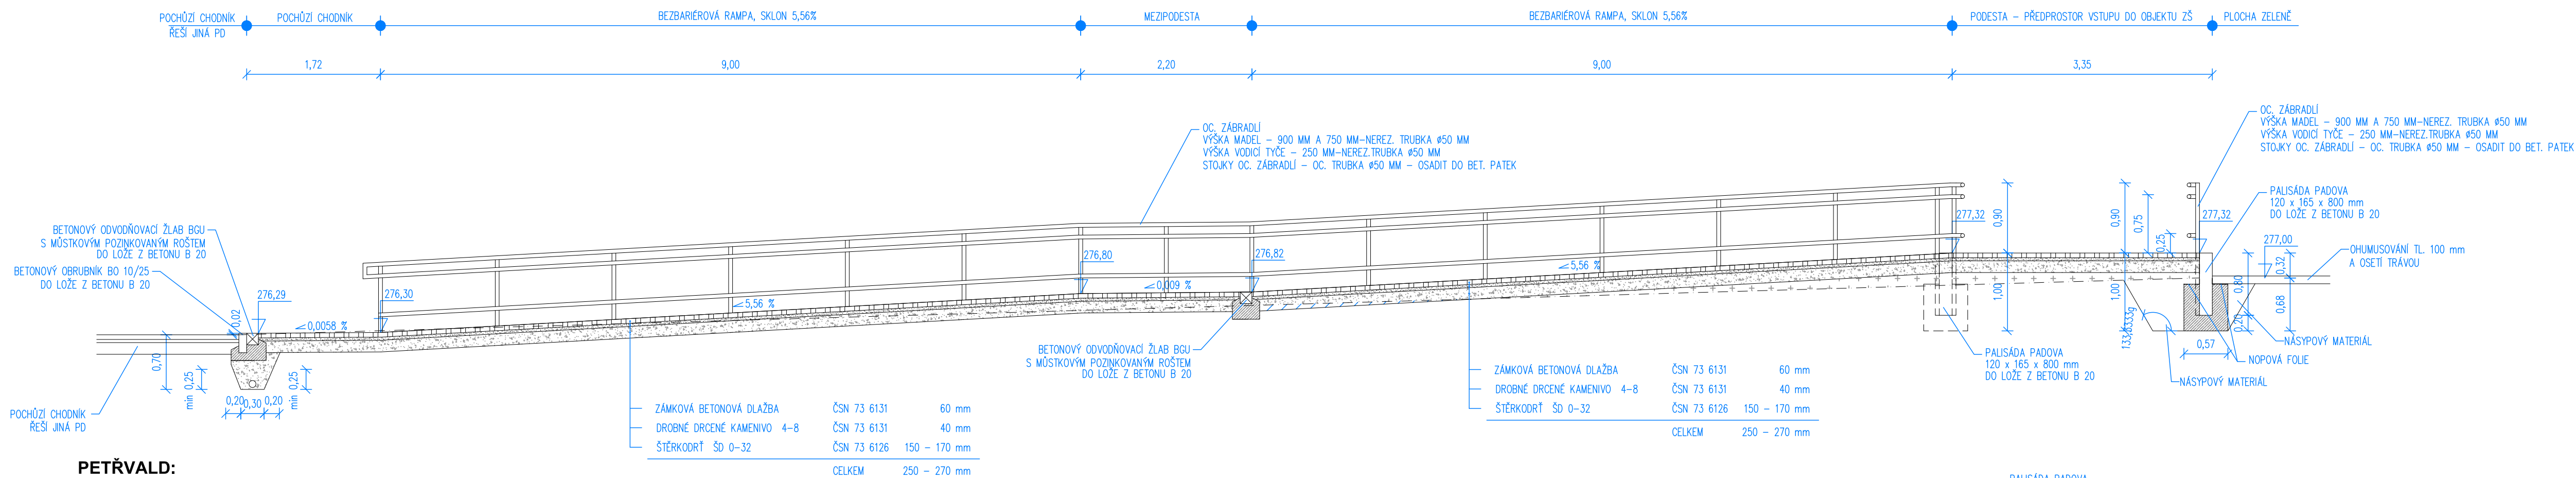 POCHŮZÍ CHODNÍK
ŘEŠÍ JINÁ PD
POCHŮZÍ CHODNÍK
BEZBARIÉROVÁ RAMPA, SKLON 5,56%
MEZIPODESTA
BEZBARIÉROVÁ RAMPA, SKLON 5,56%
PODESTA – PŘEDPROSTOR VSTUPU DO OBJEKTU ZŠ
PLOCHA ZELENĚ
1,72
9,00
2,20
9,00
3,35
OC. ZÁBRADLÍ
VÝŠKA MADEL – 900 MM A 750 MM–NEREZ. TRUBKA ø50 MM
VÝŠKA VODICÍ TYČE – 250 MM–NEREZ.TRUBKA ø50 MM
STOJKY OC. ZÁBRADLÍ – OC. TRUBKA ø50 MM – OSADIT DO BET. PATEK
OC. ZÁBRADLÍ
VÝŠKA MADEL – 900 MM A 750 MM–NEREZ. TRUBKA ø50 MM
VÝŠKA VODICÍ TYČE – 250 MM–NEREZ.TRUBKA ø50 MM
STOJKY OC. ZÁBRADLÍ – OC. TRUBKA ø50 MM – OSADIT DO BET. PATEK
PALISÁDA PADOVA
120 x 165 x 800 mm
DO LOŽE Z BETONU B 20
BETONOVÝ ODVODŇOVACÍ ŽLAB BGU
S MŮSTKOVÝM POZINKOVANÝM ROŠTEM
DO LOŽE Z BETONU B 20
BETONOVÝ OBRUBNÍK BO 10/25
DO LOŽE Z BETONU B 20
276,29
276,30
276,80
276,82
277,32
277,32
277,00
0,02
0,0058 %
5,56 %
0,009 %
5,56 %
0,90
0,90
0,75
0,25
1,00
1,00
0,32
0,80
0,68
0,20
0,57
133,3333g
OHUMUSOVÁNÍ TL. 100 mm
A OSETÍ TRÁVOU
NÁSYPOVÝ MATERIÁL
NOPOVÁ FOLIE
NÁSYPOVÝ MATERIÁL
PALISÁDA PADOVA
120 x 165 x 800 mm
DO LOŽE Z BETONU B 20
0,70
min 0,25
min 0,25
0,20
0,30
0,20
POCHŮZÍ CHODNÍK
ŘEŠÍ JINÁ PD
BETONOVÝ ODVODŇOVACÍ ŽLAB BGU
S MŮSTKOVÝM POZINKOVANÝM ROŠTEM
DO LOŽE Z BETONU B 20
ZÁMKOVÁ BETONOVÁ DLAŽBA ČSN 73 6131 60 mm
DROBNÉ DRCENÉ KAMENIVO 4–8 ČSN 73 6131 40 mm
ŠTĚRKODRŤ ŠD 0–32 ČSN 73 6126 150 – 170 mm
CELKEM 250 – 270 mm
ZÁMKOVÁ BETONOVÁ DLAŽBA ČSN 73 6131 60 mm
DROBNÉ DRCENÉ KAMENIVO 4–8 ČSN 73 6131 40 mm
ŠTĚRKODRŤ ŠD 0–32 ČSN 73 6126 150 – 170 mm
CELKEM 250 – 270 mm
PETŘVALD:
PALISÁDA PADOVA